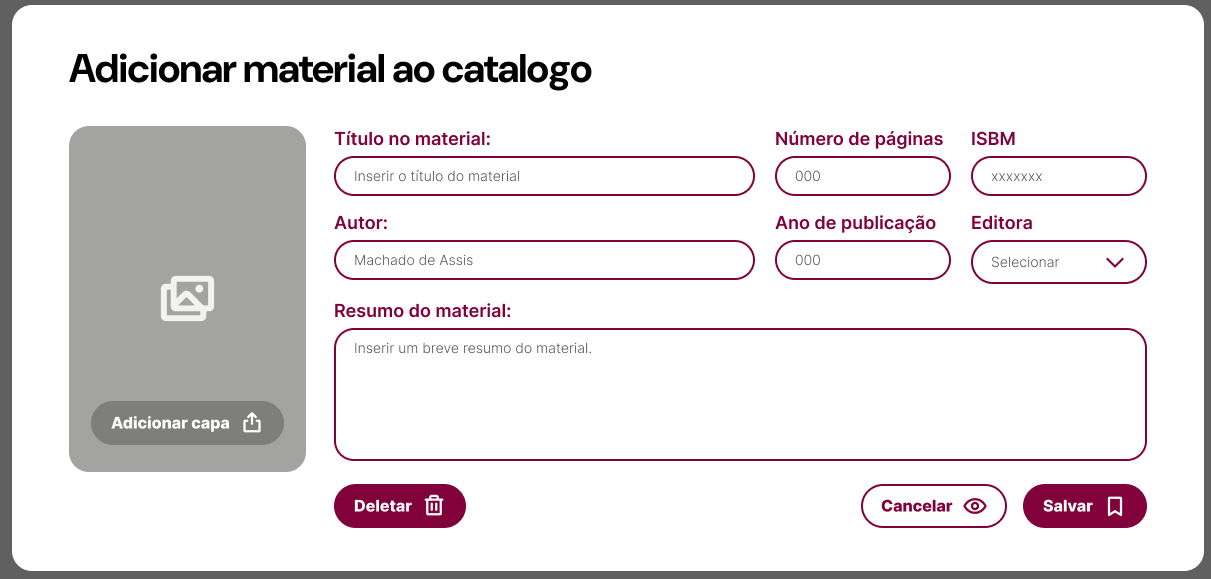 Adicionar material ao catalogo
Título no material:
Número de páginas
ISBM
Inserir o título do material
000
xxxxxxx
Autor:
Ano de publicação
Editora
Machado de Assis
000
Selecionar
Resumo do material:
Inserir um breve resumo do material.
Adicionar capa
Deletar
Cancelar
Salvar